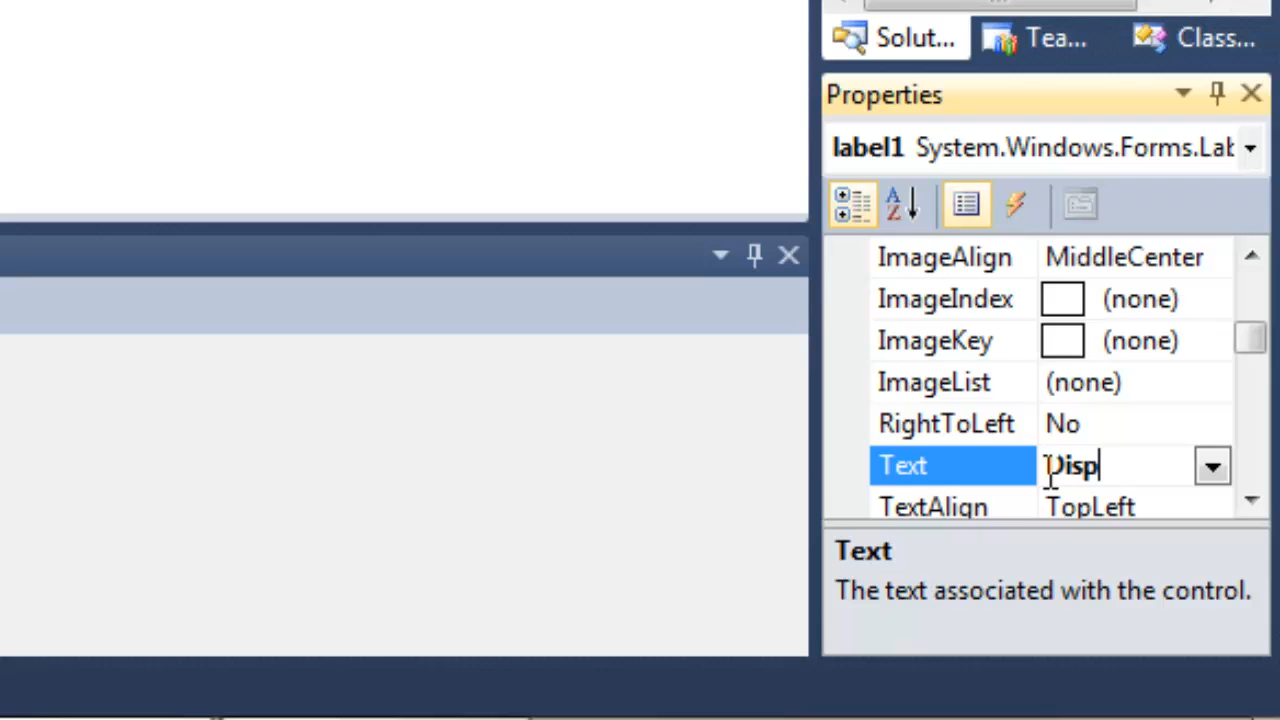 Solut... Tea... Class...
Properties
label1 System.Windows.Forms.Lab
ImageAlign MiddleCenter
ImageIndex (none)
ImageKey (none)
ImageList (none)
RightToLeft No
Text Disp
TextAlign TopLeft
Text
The text associated with the control.